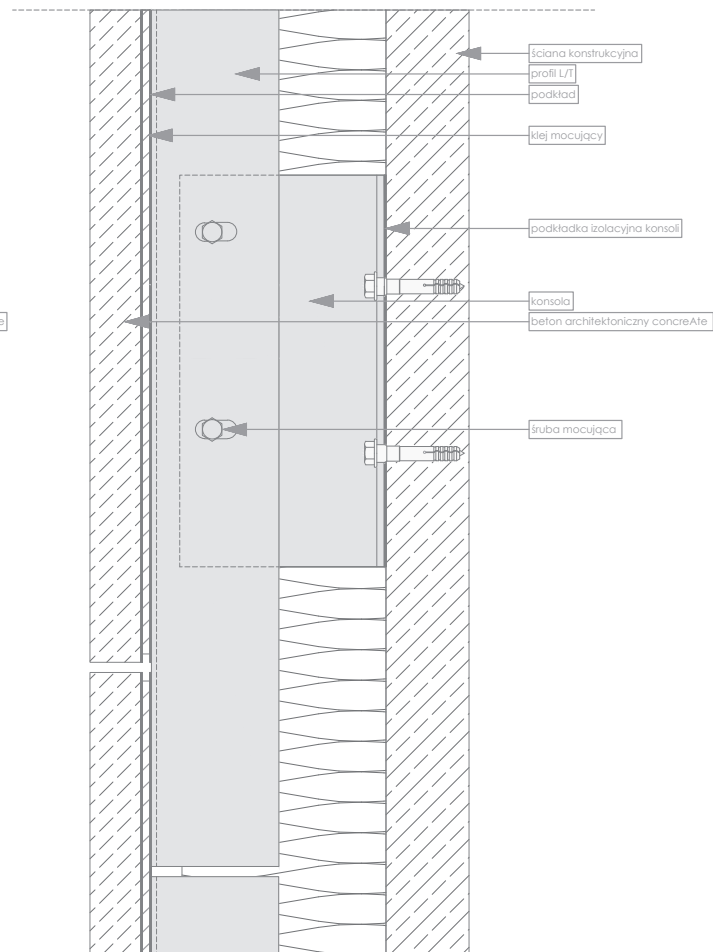 ściana konstrukcyjna
profil L/T
podkład
klej mocujący
podkładka izolacyjna konsoli
konsola
e
beton architektoniczny concreAte
śruba mocująca